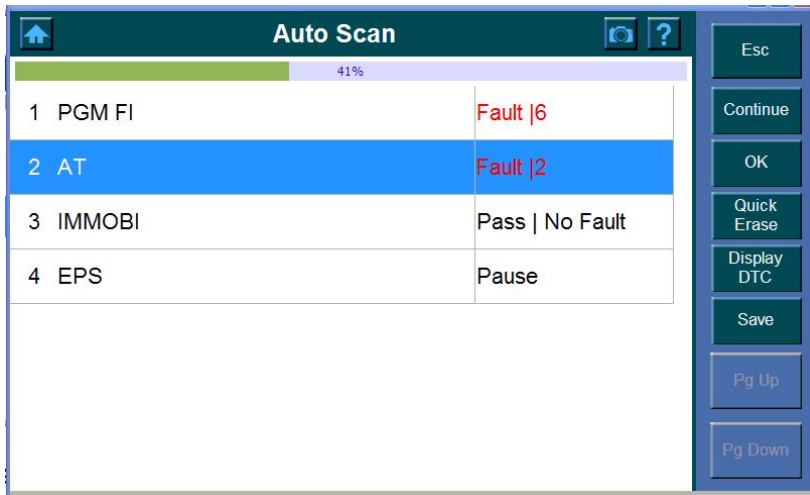 Auto Scan
?
41%
1 PGM FI Fault |6
2 AT Fault |2
3 IMMOBI Pass | No Fault
4 EPS Pause
Esc
Continue
OK
Quick
Erase
Display
DTC
Save
Pg Up
Pg Down